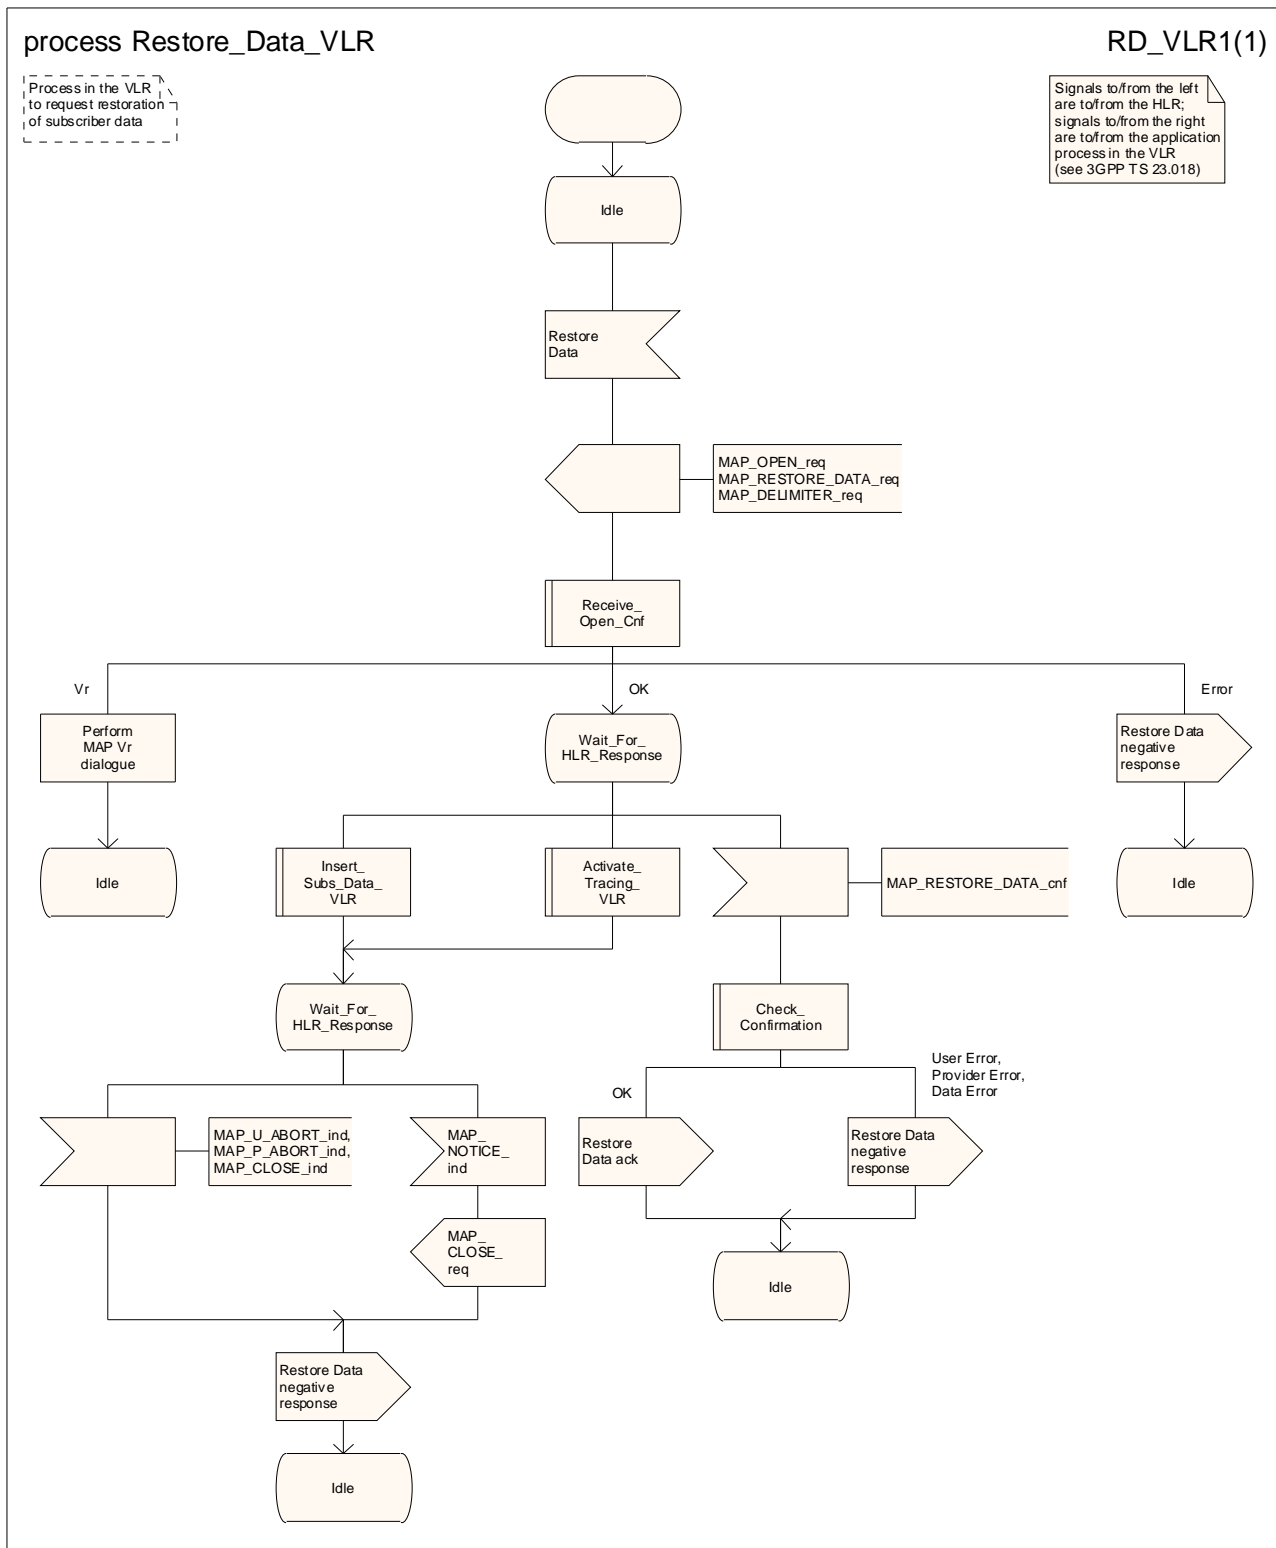 process Restore_Data_VLR
RD_VLR1(1)
Process in the VLR
to request restoration
of subscriber data
Signals to/from the left
are to/from the HLR;
signals to/from the right
are to/from the application
process in the VLR
(see 3GPP TS 23.018)
Idle
Restore
Data
MAP_OPEN_req
MAP_RESTORE_DATA_req
MAP_DELIMITER_req
Receive_
Open_Cnf
Vr
OK
Error
Perform
MAP Vr
dialogue
Wait_For_
HLR_Response
Restore Data
negative
response
Idle
Insert_
Subs_Data_
VLR
Activate_
Tracing_
VLR
MAP_RESTORE_DATA_cnf
Idle
Wait_For_
HLR_Response
Check_
Confirmation
OK
User Error,
Provider Error,
Data Error
MAP_U_ABORT_ind,
MAP_P_ABORT_ind,
MAP_CLOSE_ind
MAP_
NOTICE_
ind
Restore
Data ack
Restore Data
negative
response
MAP_
CLOSE_
req
Idle
Restore Data
negative
response
Idle